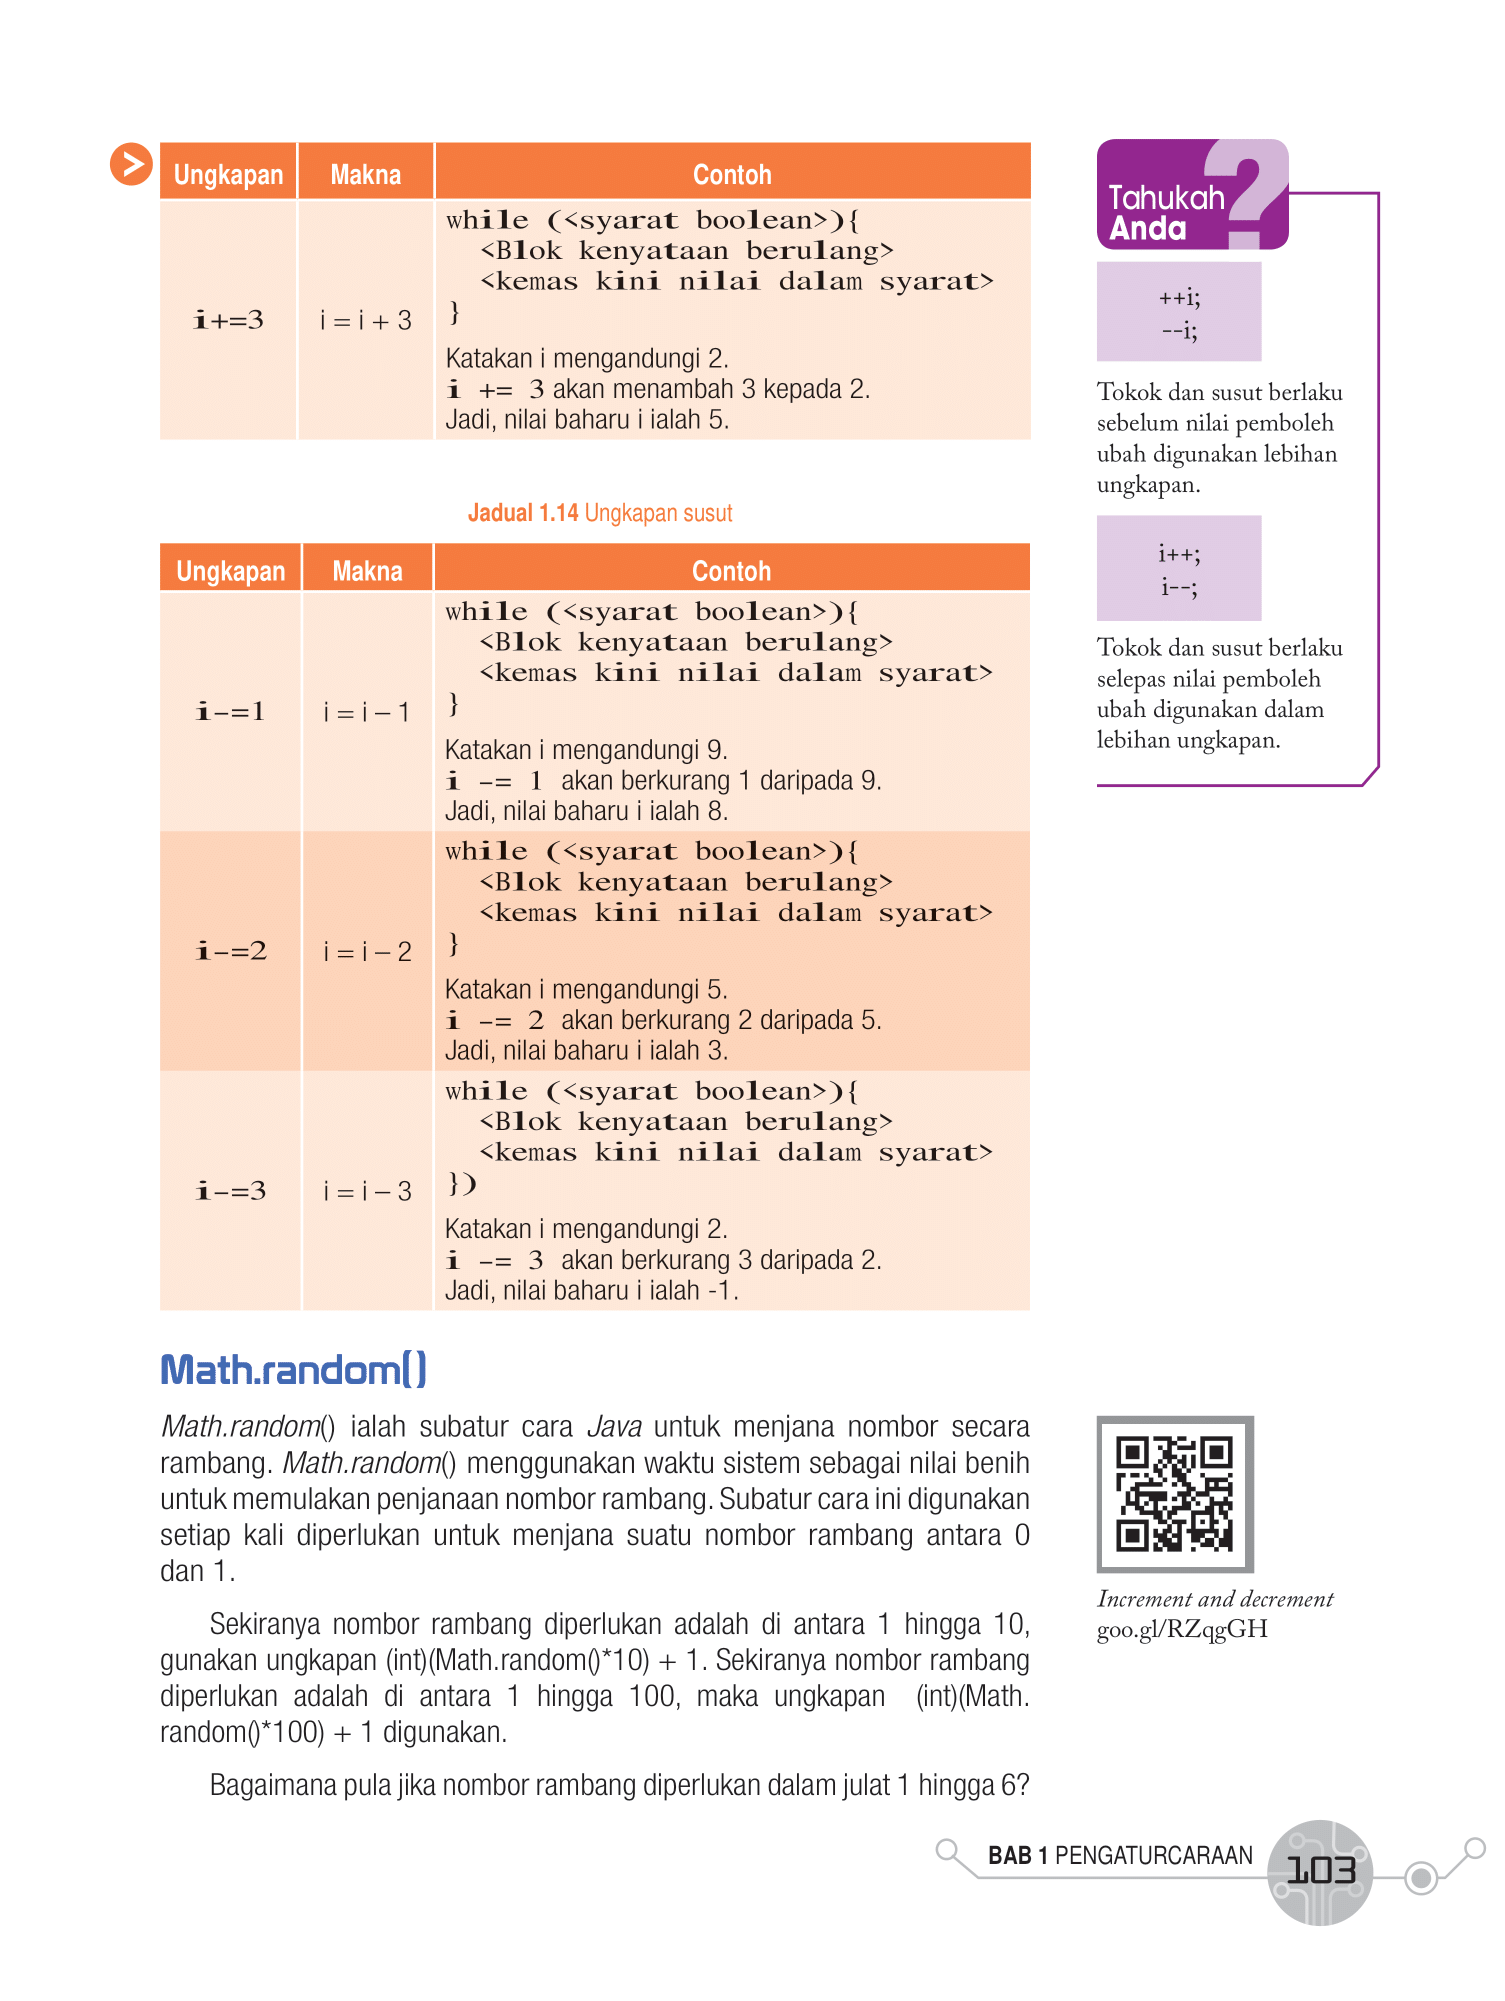 Ungkapan Makna Contoh
while (<syarat boolean>){
<Blok kenyataan berulang>
<kemas kini nilai dalam syarat>
}
i+=3 i = i + 3
Katakan i mengandungi 2.
i += 3 akan menambah 3 kepada 2.
Jadi, nilai baharu i ialah 5.
Jadual 1.14 Ungkapan susut
Ungkapan Makna Contoh
while (<syarat boolean>){
<Blok kenyataan berulang>
<kemas kini nilai dalam syarat>
}
i-=1 i = i – 1
Katakan i mengandungi 9.
i -= 1 akan berkurang 1 daripada 9.
Jadi, nilai baharu i ialah 8.
while (<syarat boolean>){
<Blok kenyataan berulang>
<kemas kini nilai dalam syarat>
}
i-=2 i = i – 2
Katakan i mengandungi 5.
i -= 2 akan berkurang 2 daripada 5.
Jadi, nilai baharu i ialah 3.
while (<syarat boolean>){
<Blok kenyataan berulang>
<kemas kini nilai dalam syarat>
})
i-=3 i = i – 3
Katakan i mengandungi 2.
i -= 3 akan berkurang 3 daripada 2.
Jadi, nilai baharu i ialah -1.
Math.random()
Math.random() ialah subatur cara Java untuk menjana nombor secara
rambang. Math.random() menggunakan waktu sistem sebagai nilai benih
untuk memulakan penjanaan nombor rambang. Subatur cara ini digunakan
setiap kali diperlukan untuk menjana suatu nombor rambang antara 0
dan 1.
Sekiranya nombor rambang diperlukan adalah di antara 1 hingga 10,
gunakan ungkapan (int)(Math.random()*10) + 1. Sekiranya nombor rambang
diperlukan adalah di antara 1 hingga 100, maka ungkapan (int)(Math.
random()*100) + 1 digunakan.
Bagaimana pula jika nombor rambang diperlukan dalam julat 1 hingga 6?
Tahukah
Anda
?
++i;
--i;
Tokok dan susut berlaku
sebelum nilai pemboleh
ubah digunakan lebihan
ungkapan.
i++;
i--;
Tokok dan susut berlaku
selepas nilai pemboleh
ubah digunakan dalam
lebihan ungkapan.
Increment and decrement
goo.gl/RZqgGH
BAB 1 PENGATURCARAAN 103